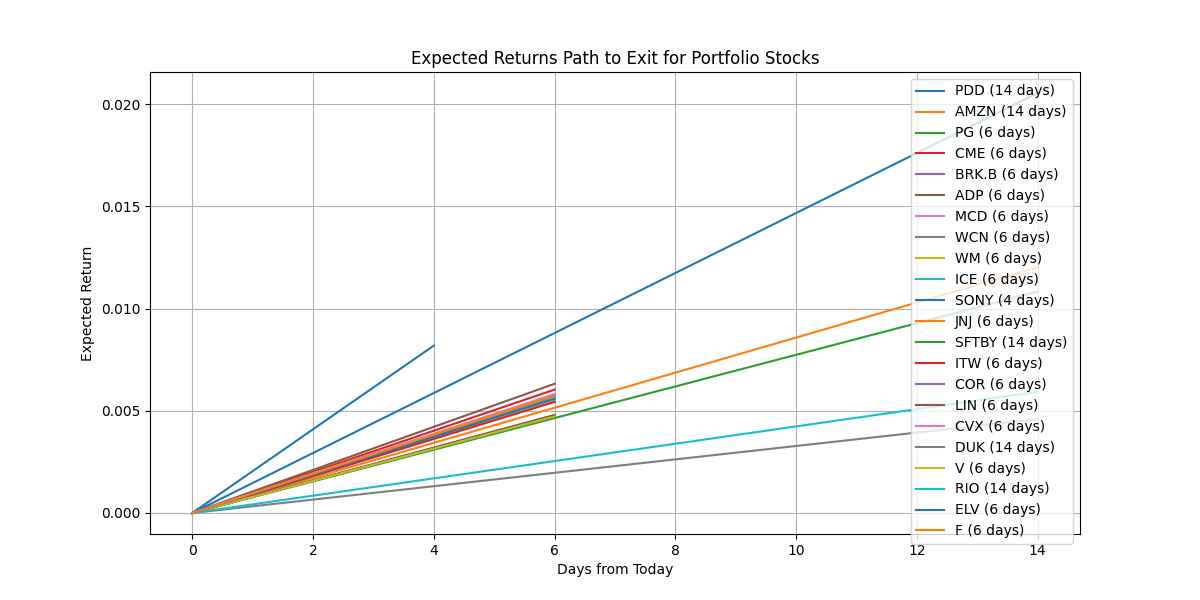 Expected Returns Path to Exit for Portfolio Stocks
Expected Return
0.020
0.015
0.010
0.005
0.000
0 2 4 6 8 10 12 14
Days from Today
PDD (14 days)
AMZN (14 days)
PG (6 days)
CME (6 days)
BRK.B (6 days)
ADP (6 days)
MCD (6 days)
WCN (6 days)
WM (6 days)
ICE (6 days)
SONY (4 days)
JNJ (6 days)
SFTBY (14 days)
ITW (6 days)
COR (6 days)
LIN (6 days)
CVX (6 days)
DUK (14 days)
V (6 days)
RIO (14 days)
ELV (6 days)
F (6 days)